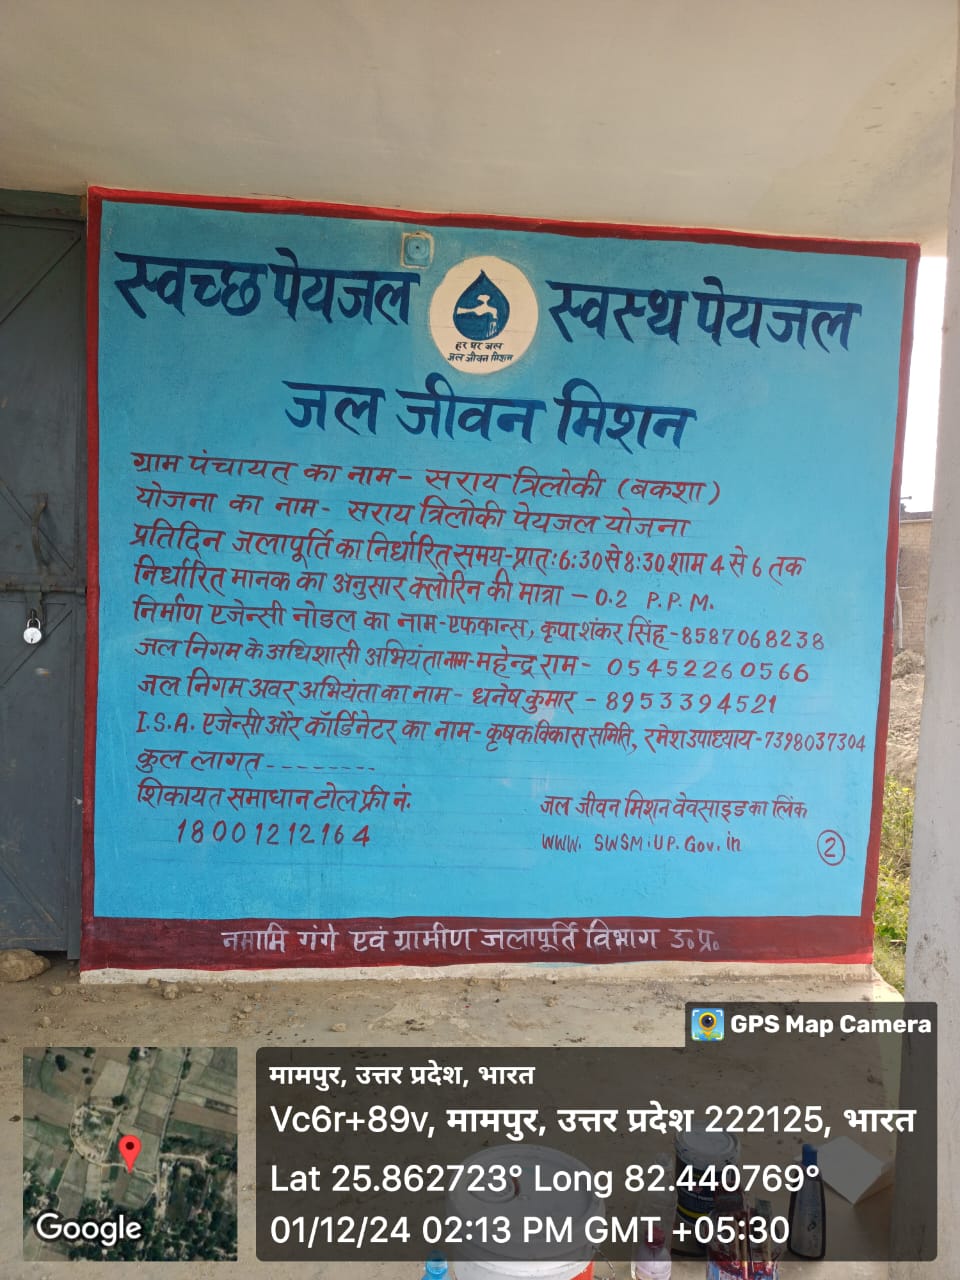 स्वच्छ पेयजल स्वस्थ पेयजल
हर घर जल
जल जीवन मिशन
जल जीवन मिशन
ग्राम पंचायत का नाम - सराय त्रिलोकी (बकशा)
योजना का नाम - सराय त्रिलोकी पेयजल योजना
प्रतिदिन जलापूर्ति का निर्धारित समय-प्रात: 6:30 से 8:30 शाम 4 से 6 तक
निर्धारित मानक का अनुसार क्लोरिन की मात्रा - 0.2 P.P.M.
निर्माण एजेन्सी नोडल का नाम-एफकान्स, कृपाशंकर सिंह-8587068238
जल निगम के अधिशासी अभियंता नाम-महेन्द्र राम - 05452260566
जल निगम अवर अभियंता का नाम - धनेष कुमार - 8953394521
I.S.A. एजेन्सी और कॉर्डिनेटर का नाम - कृषक विकास समिति, रमेश उपाध्याय-7398037304
कुल लागत---------
शिकायत समाधान टोल फ्री नं.
18001212164
जल जीवन मिशन वेवसाइड का लिंक
WWW. SWSM.UP.Gov.in
2
नमामि गंगे एवं ग्रामीण जलापूर्ति विभाग उ०प्र०
GPS Map Camera
मामपुर, उत्तर प्रदेश, भारत
Vc6r+89v, मामपुर, उत्तर प्रदेश 222125, भारत
Lat 25.862723° Long 82.440769°
01/12/24 02:13 PM GMT +05:30
Google